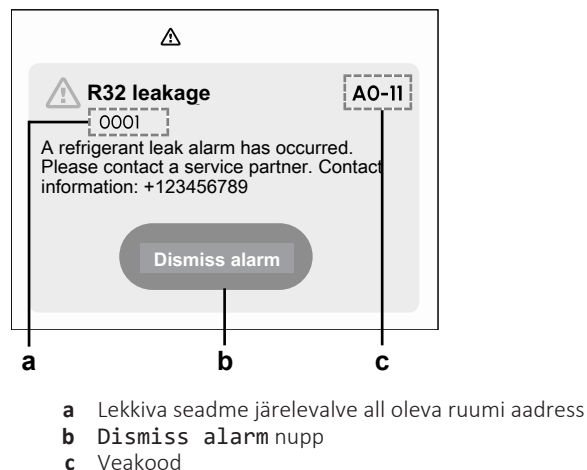 R32 leakage A0-11
0001
A refrigerant leak alarm has occurred.
Please contact a service partner. Contact
information: +123456789
Dismiss alarm
a b c
a Lekkiva seadme järelevalve all oleva ruumi aadress
b Dismiss alarm nupp
c Veakood